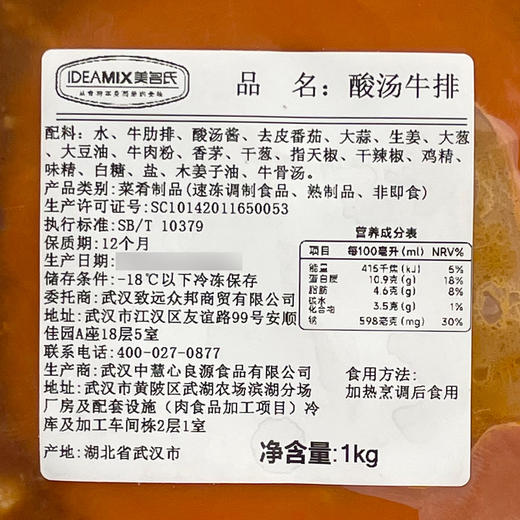 IDEAMIX美名氏
品 名：酸汤牛排
配料：水、牛肋排、酸汤酱、去皮番茄、大蒜、生姜、大葱、
大豆油、牛肉粉、香茅、干葱、指天椒、干辣椒、鸡精、
味精、白糖、盐、木姜子油、牛骨汤。
产品类别：菜肴制品(速冻调制食品、熟制品、非即食)
生产许可证号：SC10142011650053
执行标准：SB/T 10379
保质期：12个月
生产日期：
储存条件：-18℃以下冷冻保存
委托商：武汉致远众邦商贸有限公司
地址：武汉市江汉区友谊路99号安顺
佳园A座18层5室
联系电话：400-027-0877
生产商：武汉中慧心良源食品有限公司
地址：武汉市黄陂区武湖农场滨湖分场
厂房及配套设施（肉食品加工项目）冷
库及加工车间栋2层1室
产地：湖北省武汉市
营养成分表
项目 每100毫升(ml) NRV%
能量 415千焦(kJ) 5%
蛋白质 10.9克(g) 18%
脂肪 4.6克(g) 8%
碳水
化合物 3.5克(g) 1%
钠 598毫克(mg) 30%
食用方法：
加热烹调后食用
净含量:1kg